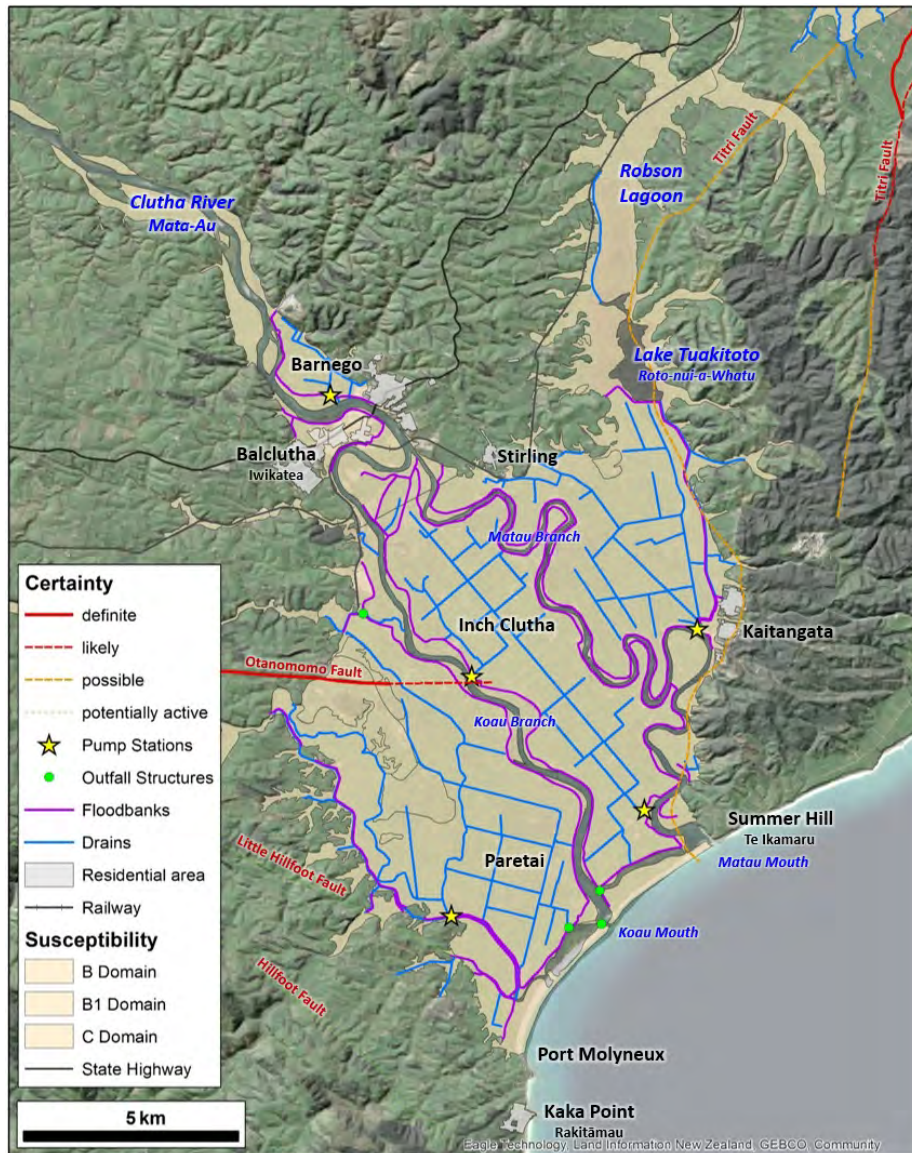 Titri Fault
Titri Fault
Robson
Lagoon
Clutha River
Mata-Au
Lake Tuakitoto
Roto-nui-a-Whatu
Barnego
Balclutha
Iwikatea
Stirling
Matau Branch
Inch Clutha
Kaitangata
Otanomomo Fault
Koau Branch
Summer Hill
Te Ikamaru
Matau Mouth
Paretai
Little Hillfoot Fault
Koau Mouth
Hillfoot Fault
Port Molyneux
Kaka Point
Rakitāmau
Certainty
definite
likely
possible
potentially active
Pump Stations
Outfall Structures
Floodbanks
Drains
Residential area
Railway
Susceptibility
B Domain
B1 Domain
C Domain
State Highway
5 km
Eagle Technology, Land Information New Zealand, GEBCO, Community